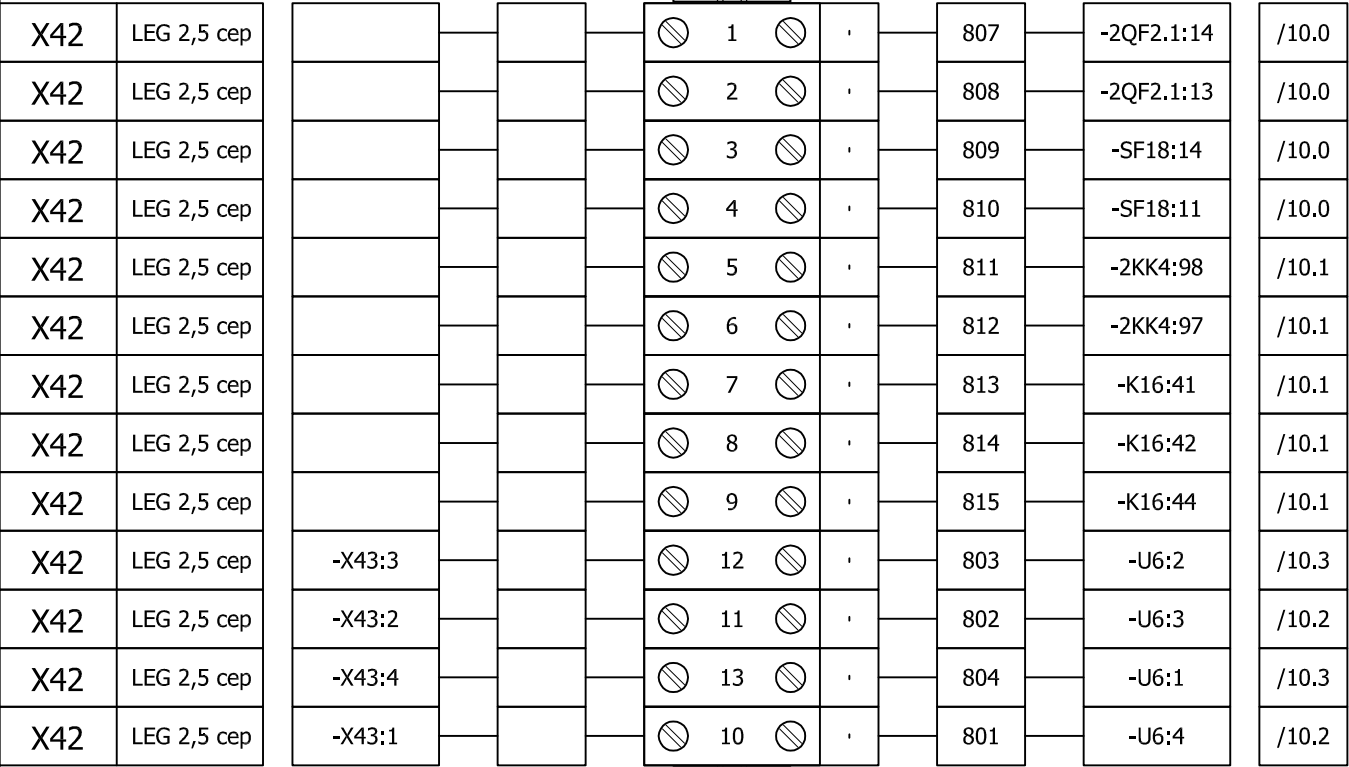 X42 LEG 2,5 сер 1 807 -2QF2.1:14 /10.0
X42 LEG 2,5 сер 2 808 -2QF2.1:13 /10.0
X42 LEG 2,5 сер 3 809 -SF18:14 /10.0
X42 LEG 2,5 сер 4 810 -SF18:11 /10.0
X42 LEG 2,5 сер 5 811 -2KK4:98 /10.1
X42 LEG 2,5 сер 6 812 -2KK4:97 /10.1
X42 LEG 2,5 сер 7 813 -K16:41 /10.1
X42 LEG 2,5 сер 8 814 -K16:42 /10.1
X42 LEG 2,5 сер 9 815 -K16:44 /10.1
X42 LEG 2,5 сер -X43:3 12 803 -U6:2 /10.3
X42 LEG 2,5 сер -X43:2 11 802 -U6:3 /10.2
X42 LEG 2,5 сер -X43:4 13 804 -U6:1 /10.3
X42 LEG 2,5 сер -X43:1 10 801 -U6:4 /10.2